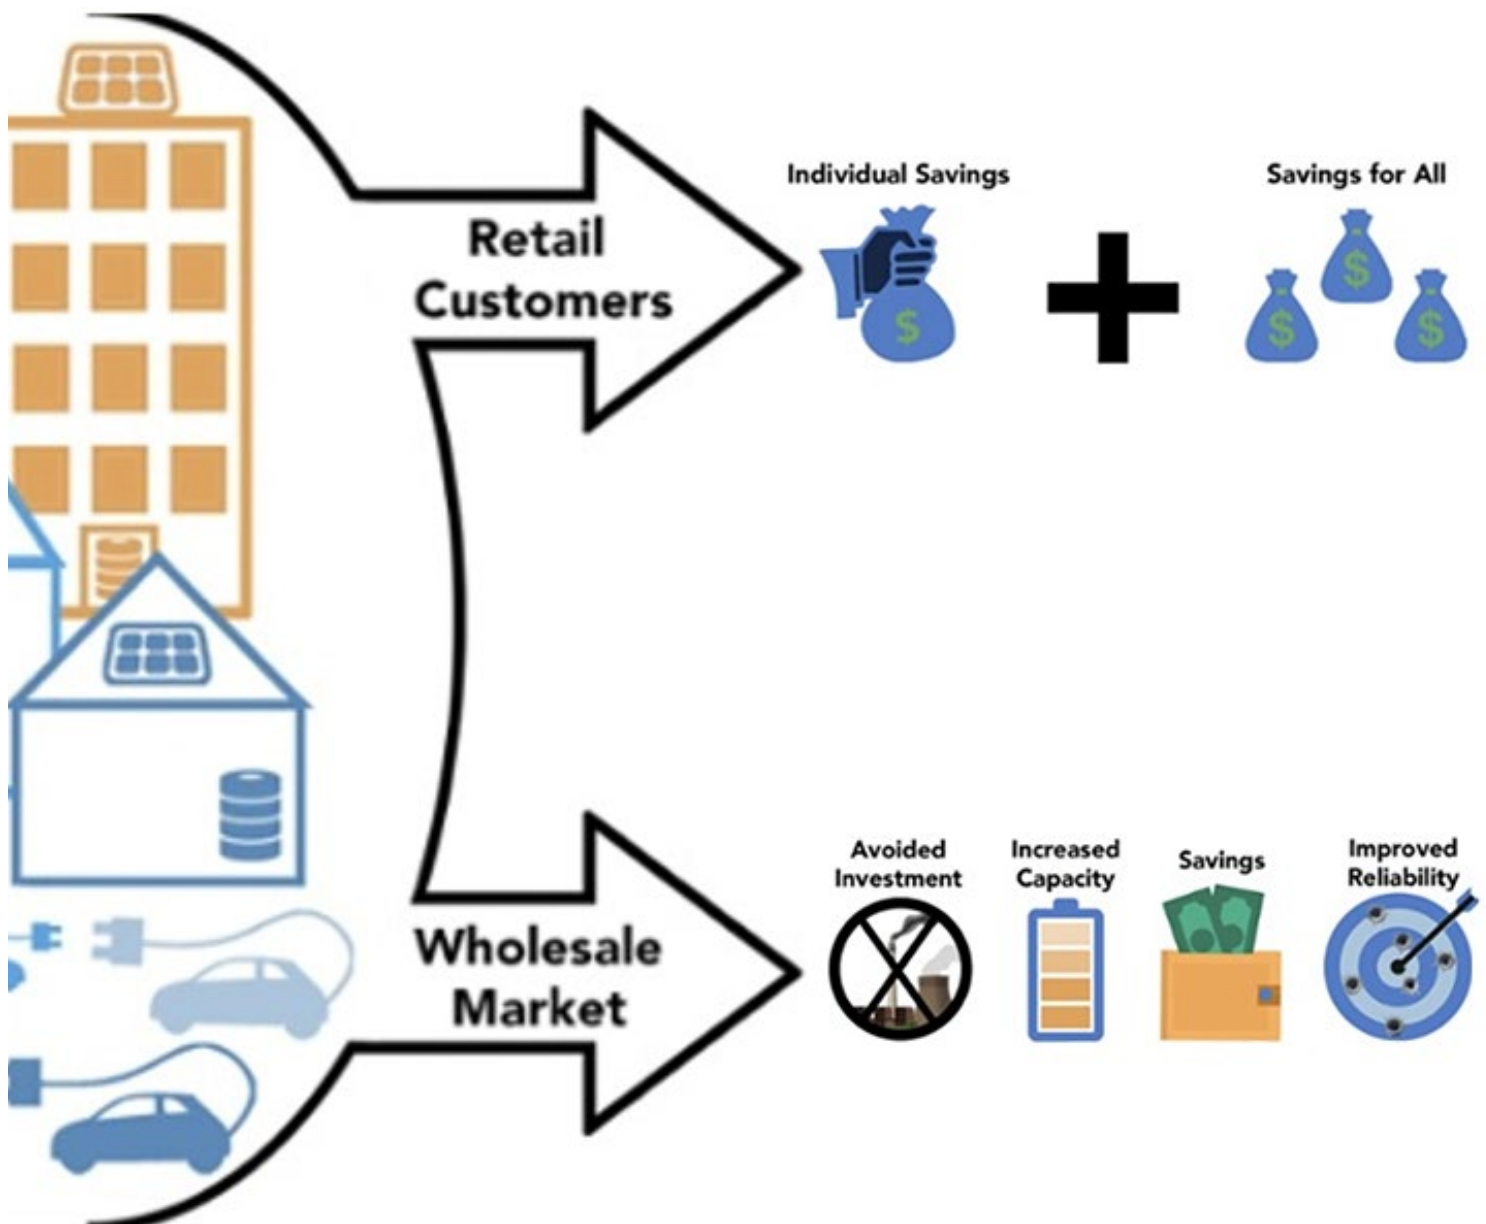 Individual Savings
Savings for All
Retail
Customers
$
$
$
$
Avoided
Investment
Increased
Capacity
Savings
Improved
Reliability
Wholesale
Market